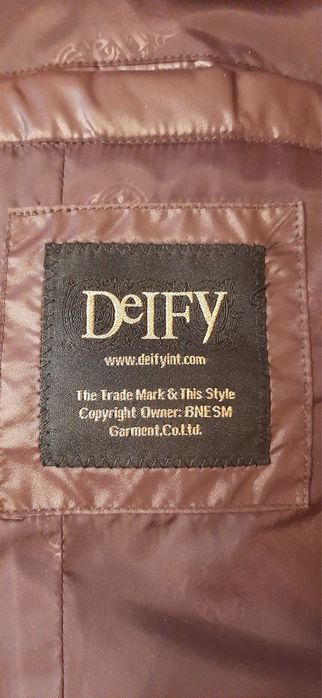 DeIFy
www.deifyint.com
The Trade Mark & This Style
Copyright Owner: BNESM
Garment.Co.Ltd.